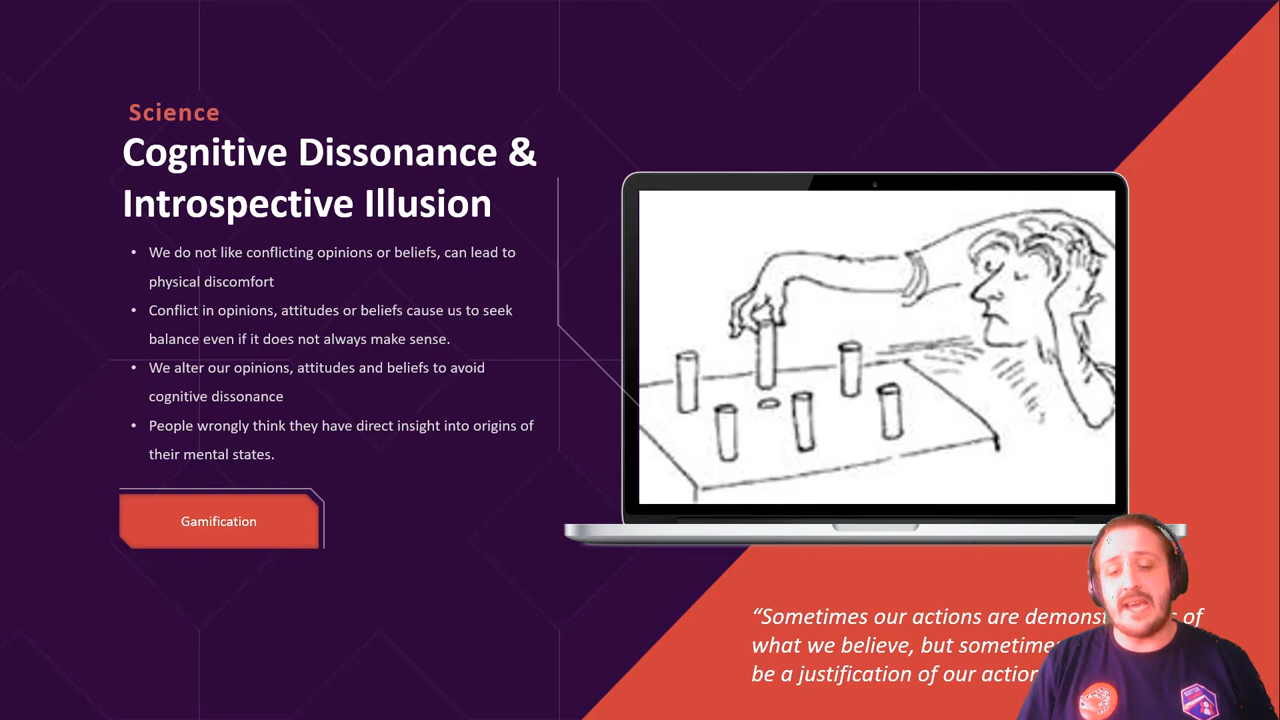 Science
Cognitive Dissonance &
Introspective Illusion
• We do not like conflicting opinions or beliefs, can lead to
physical discomfort
• Conflict in opinions, attitudes or beliefs cause us to seek
balance even if it does not always make sense.
• We alter our opinions, attitudes and beliefs to avoid
cognitive dissonance
• People wrongly think they have direct insight into origins of
their mental states.
Gamification
“Sometimes our actions are of
what we believe, but
be a justification of our